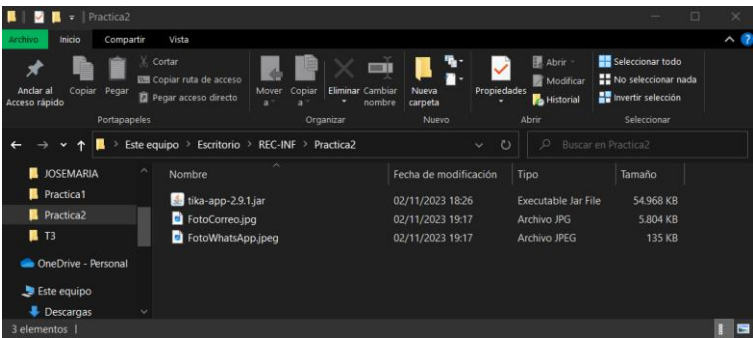 Practica2
Archivo Inicio Compartir Vista
Anclar al Acceso rápido
Copiar
Pegar
Cortar
Copiar ruta de acceso
Pegar acceso directo
Mover a
Copiar a
Eliminar
Cambiar nombre
Nueva carpeta
Propiedades
Abrir
Modificar
Historial
Seleccionar todo
No seleccionar nada
Invertir selección
Portapapeles Organizar Nuevo Abrir Seleccionar
Este equipo > Escritorio > REC-INF > Practica2
Buscar en Practica2
JOSEMARIA
Practica1
Practica2
T3
OneDrive - Personal
Este equipo
Descargas
Nombre Fecha de modificación Tipo Tamaño
tika-app-2.9.1.jar 02/11/2023 18:26 Executable Jar File 54.968 KB
FotoCorreo.jpg 02/11/2023 19:17 Archivo JPG 5.804 KB
FotoWhatsApp.jpeg 02/11/2023 19:17 Archivo JPEG 135 KB
3 elementos